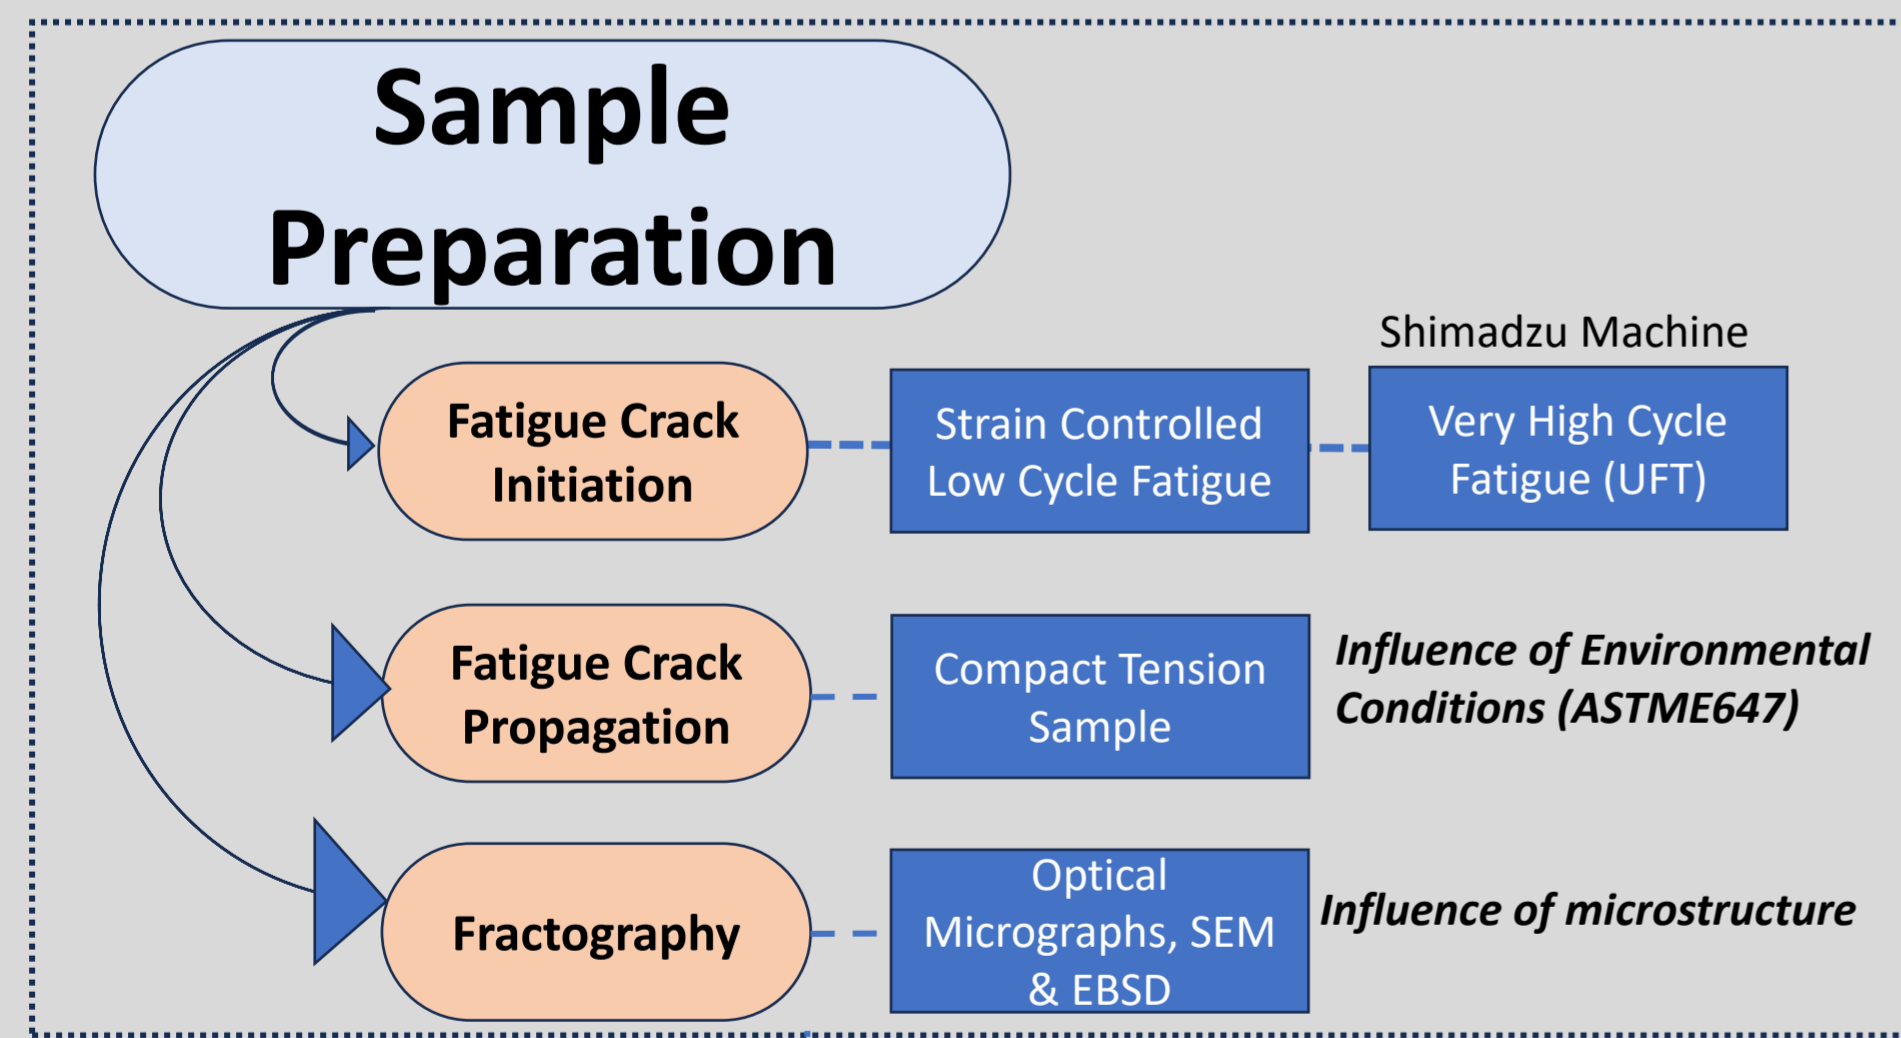 Sample
Preparation
Shimadzu Machine
Fatigue Crack
Initiation
Strain Controlled
Low Cycle Fatigue
Very High Cycle
Fatigue (UFT)
Fatigue Crack
Propagation
Compact Tension
Sample
Influence of Environmental
Conditions (ASTME647)
Fractography
Optical
Micrographs, SEM
& EBSD
Influence of microstructure